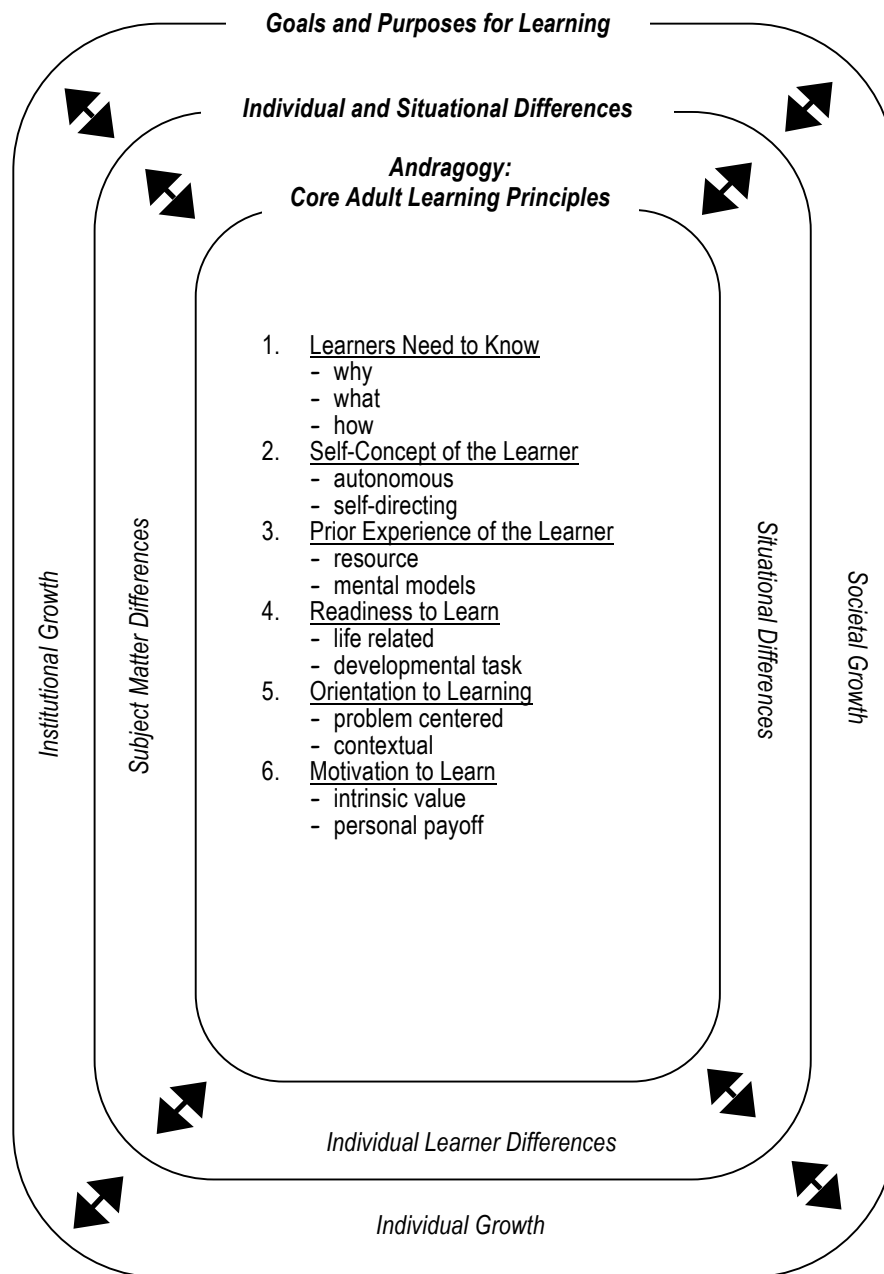 Goals and Purposes for Learning
Individual and Situational Differences
Andragogy:
Core Adult Learning Principles
1. Learners Need to Know
- why
- what
- how
2. Self-Concept of the Learner
- autonomous
- self-directing
3. Prior Experience of the Learner
- resource
- mental models
4. Readiness to Learn
- life related
- developmental task
5. Orientation to Learning
- problem centered
- contextual
6. Motivation to Learn
- intrinsic value
- personal payoff
Institutional Growth
Subject Matter Differences
Situational Differences
Societal Growth
Individual Learner Differences
Individual Growth